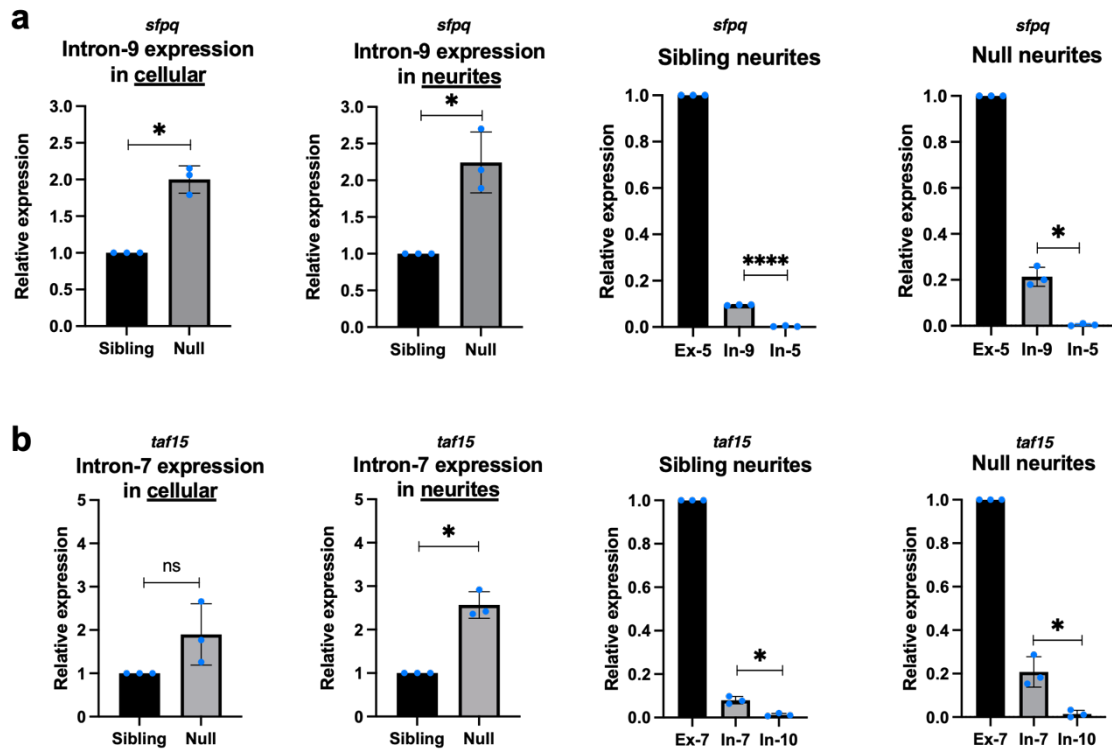 a
sfpq
Intron-9 expression
in cellular
Relative expression
3.0
2.5
2.0
1.5
1.0
0.5
0.0
*
Sibling Null
sfpq
Intron-9 expression
in neurites
Relative expression
3.0
2.5
2.0
1.5
1.0
0.5
0.0
*
Sibling Null
sfpq
Sibling neurites
Relative expression
1.0
0.8
0.6
0.4
0.2
0.0
****
Ex-5 In-9 In-5
sfpq
Null neurites
Relative expression
1.0
0.8
0.6
0.4
0.2
0.0
*
Ex-5 In-9 In-5
b
taf15
Intron-7 expression
in cellular
Relative expression
5
4
3
2
1
0
ns
Sibling Null
taf15
Intron-7 expression
in neurites
Relative expression
5
4
3
2
1
0
*
Sibling Null
taf15
Sibling neurites
Relative expression
1.0
0.8
0.6
0.4
0.2
0.0
*
Ex-7 In-7 In-10
taf15
Null neurites
Relative expression
1.0
0.8
0.6
0.4
0.2
0.0
*
Ex-7 In-7 In-10